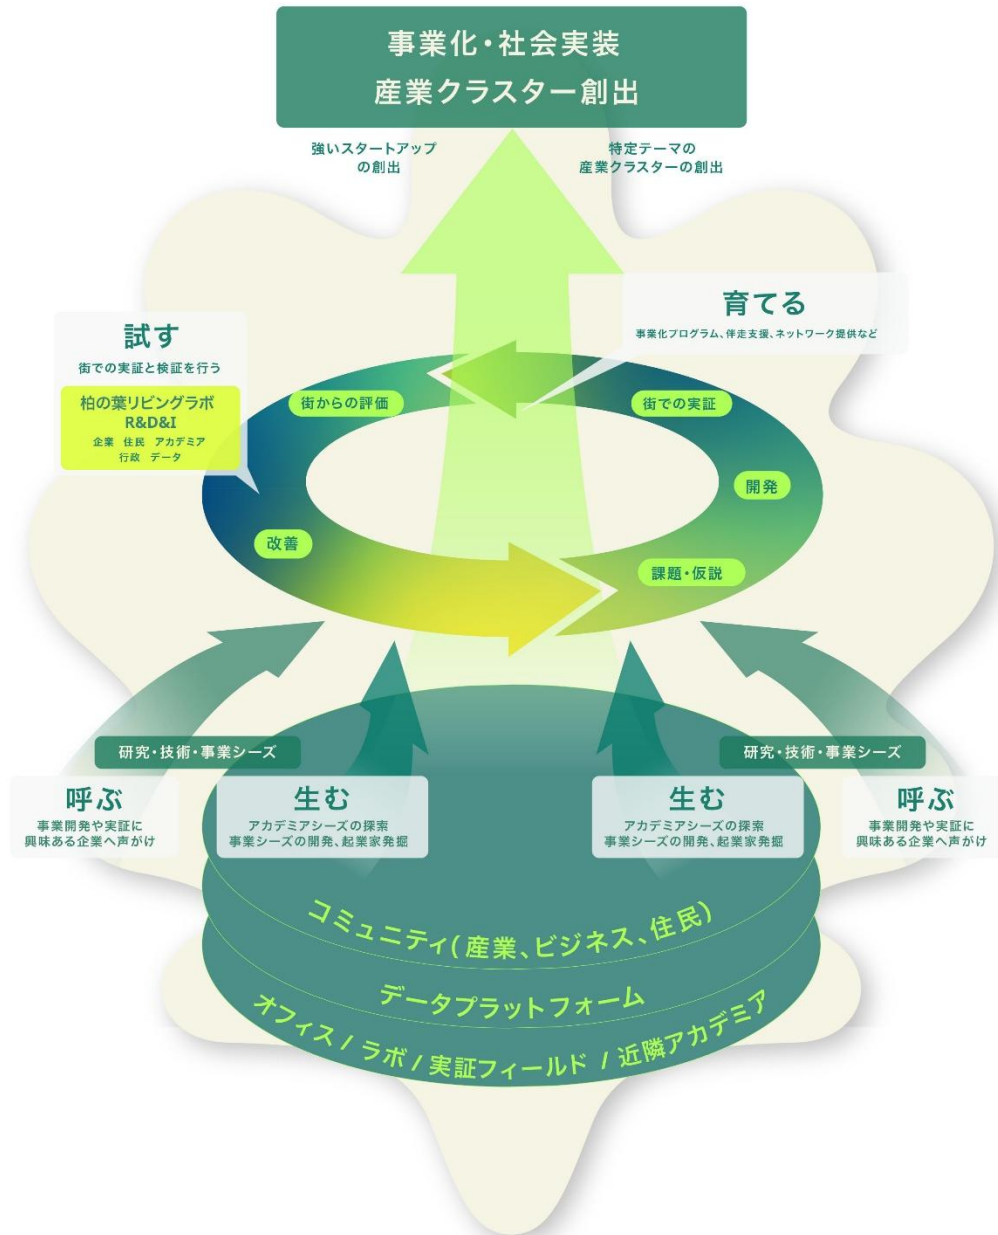 事業化・社会実装
産業クラスター創出
強いスタートアップ
の創出
特定テーマの
産業クラスターの創出
育てる
事業化プログラム、伴走支援、ネットワーク提供など
試す
街での実証と検証を行う
柏の葉リビングラボ
R&D&I
企業 住民 アカデミア
行政 データ
街からの評価
街での実証
開発
改善
課題・仮説
研究・技術・事業シーズ
研究・技術・事業シーズ
呼ぶ
事業開発や実証に
興味ある企業へ声がけ
生む
アカデミアシーズの探索
事業シーズの開発、起業家発掘
生む
アカデミアシーズの探索
事業シーズの開発、起業家発掘
呼ぶ
事業開発や実証に
興味ある企業へ声がけ
コミュニティ(産業、ビジネス、住民)
データプラットフォーム
オフィス / ラボ / 実証フィールド / 近隣アカデミア